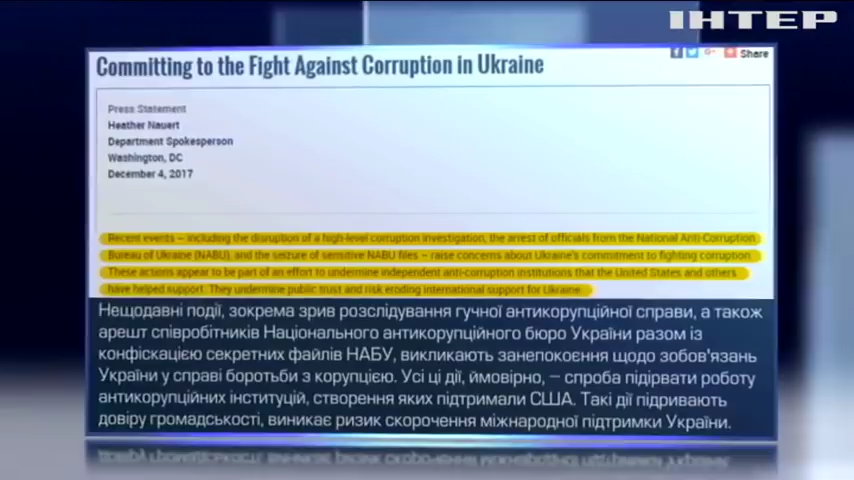 ІНТЕР
Committing to the Fight Against Corruption in Ukraine
Share
Press Statement
Heather Nauert
Department Spokesperson
Washington, DC
December 4, 2017
Recent events – including the disruption of a high-level corruption investigation, the arrest of officials from the National Anti-Corruption
Bureau of Ukraine (NABU), and the seizure of sensitive NABU files – raise concerns about Ukraine's commitment to fighting corruption.
These actions appear to be part of an effort to undermine independent anti-corruption institutions that the United States and others
have helped support. They undermine public trust and risk eroding international support for Ukraine.
Нещодавні події, зокрема зрив розслідування гучної антикорупційної справи, а також
арешт співробітників Національного антикорупційного бюро України разом із
конфіскацією секретних файлів НАБУ, викликають занепокоєння щодо зобов'язань
України у справі боротьби з корупцією. Усі ці дії, ймовірно, – спроба підірвати роботу
антикорупційних інституцій, створення яких підтримали США. Такі дії підривають
довіру громадськості, виникає ризик скорочення міжнародної підтримки України.